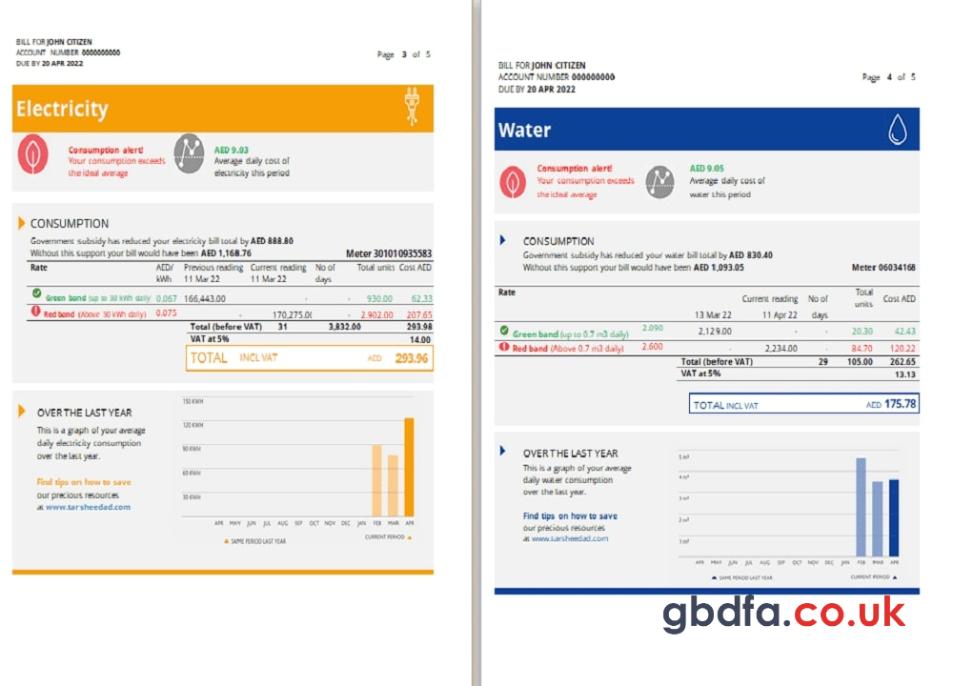 BILL FOR JOHN CITIZEN
ACCOUNT NUMBER 0000000000
DUE BY 20 APR 2022
Page 3 of 5
Electricity
Consumption alert!
Your consumption exceeds
the ideal average
AED 9.03
Average daily cost of
electricity this period
CONSUMPTION
Government subsidy has reduced your electricity bill total by AED 888.80
Without this support your bill would have been AED 1,168.76
Meter 301010935583
Rate AED/ kWh Previous reading 11 Mar 22 Current reading 11 Mar 22 No of days Total units Cost AED
Green band (up to 30 kWh daily) 0.067 166,443.00 - - 930.00 62.33
Red band (Above 30 kWh daily) 0.075 - 170,275.00 - 2,902.00 207.65
Total (before VAT) 31 3,832.00 293.98
VAT at 5% 14.00
TOTAL INCL VAT AED 293.96
OVER THE LAST YEAR
This is a graph of your average
daily electricity consumption
over the last year.
Find tips on how to save
our precious resources
at www.tarsheedad.com
150 KWH
120 KWH
90 KWH
60 KWH
30 KWH
APR MAY JUN JUL AUG SEP OCT NOV DEC JAN FEB MAR APR
SAME PERIOD LAST YEAR
CURRENT PERIOD
BILL FOR JOHN CITIZEN
ACCOUNT NUMBER 000000000
DUE BY 20 APR 2022
Page 4 of 5
Water
Consumption alert!
Your consumption exceeds
the ideal average
AED 9.05
Average daily cost of
water this period
CONSUMPTION
Government subsidy has reduced your water bill total by AED 830.40
Without this support your bill would have been AED 1,093.05
Meter 06034168
Rate 13 Mar 22 Current reading 11 Apr 22 No of days Total units Cost AED
Green band (up to 0.7 m3 daily) 2.090 2,129.00 - - 20.30 42.43
Red band (Above 0.7 m3 daily) 2.600 - 2,234.00 - 84.70 120.22
Total (before VAT) 29 105.00 262.65
VAT at 5% 13.13
TOTAL INCL VAT AED 175.78
OVER THE LAST YEAR
This is a graph of your average
daily water consumption
over the last year.
Find tips on how to save
our precious resources
at www.tarsheedad.com
5 m³
4 m³
3 m³
2 m³
1 m³
APR MAY JUN JUL AUG SEP OCT NOV DEC JAN FEB MAR APR
SAME PERIOD LAST YEAR
CURRENT PERIOD
gbdfa.co.uk